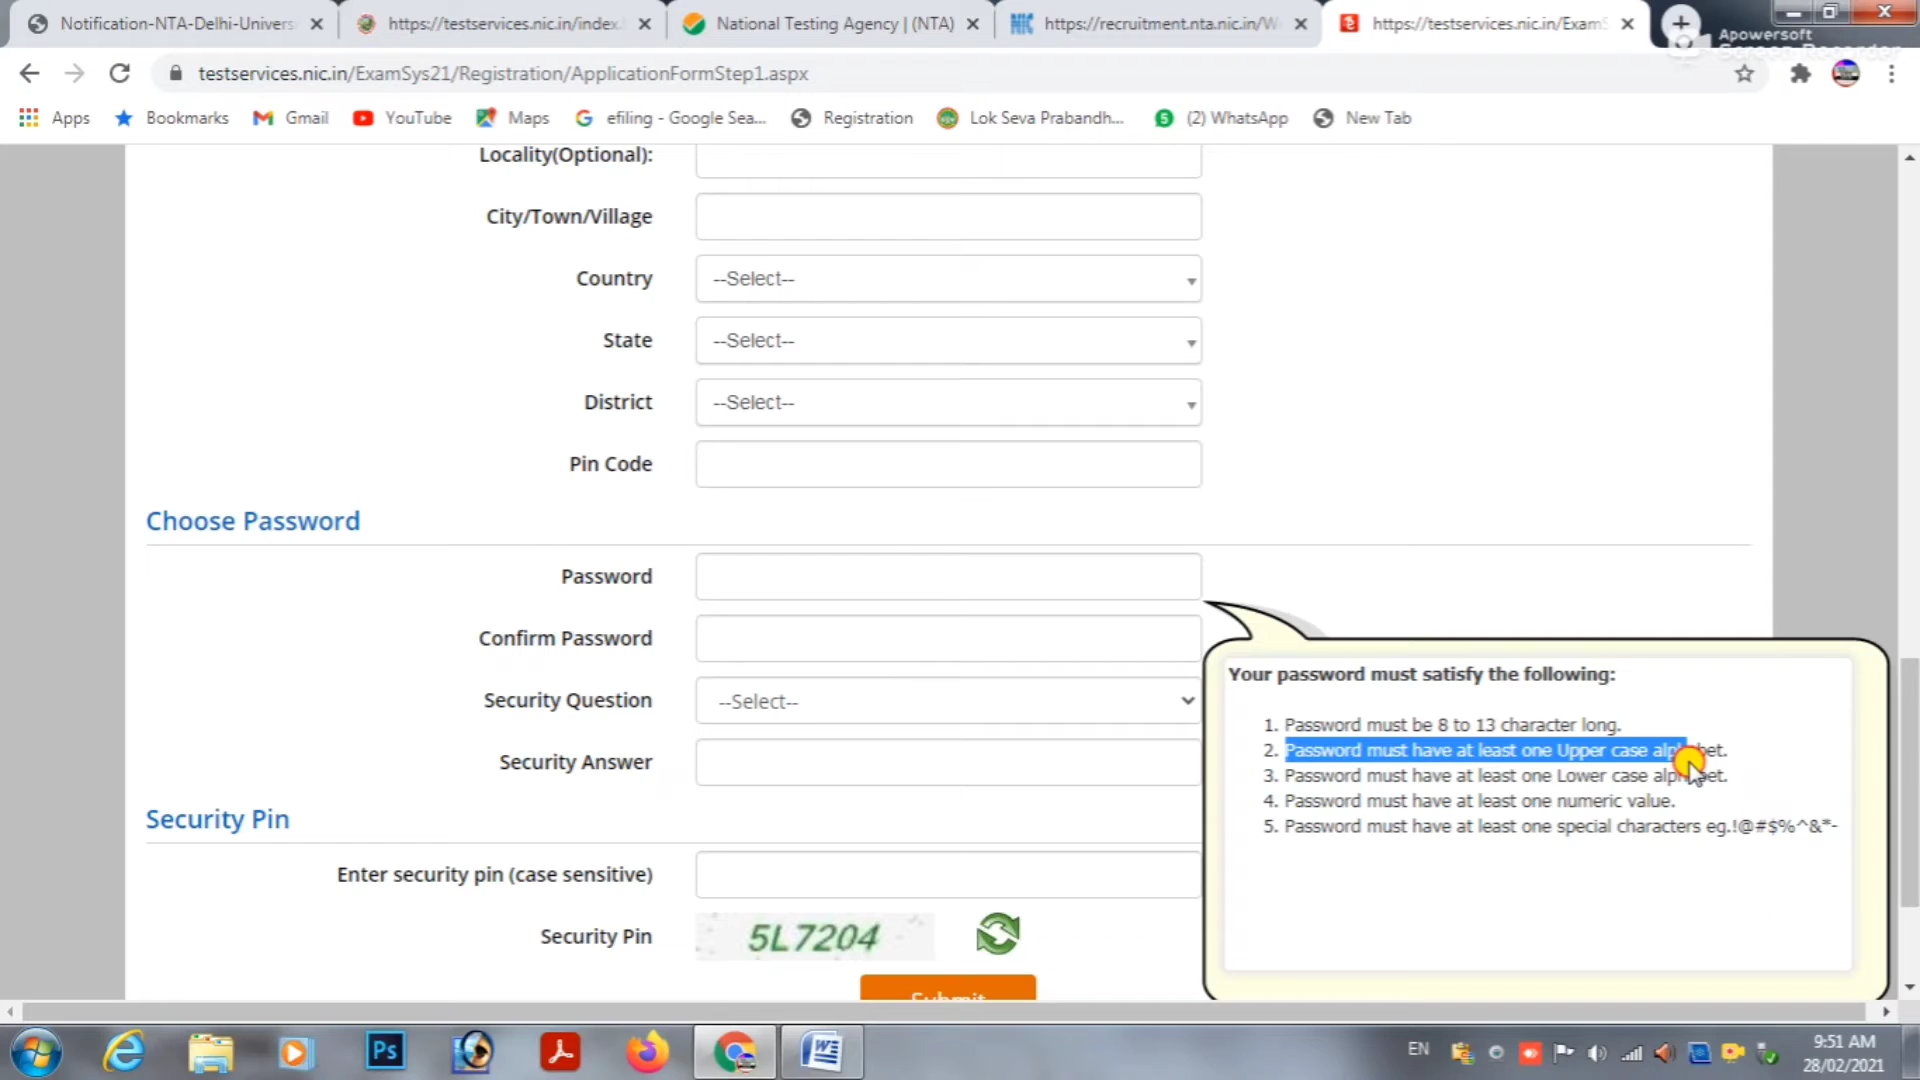 Notification-NTA-Delhi-Univers
https://testservices.nic.in/index.
National Testing Agency | (NTA)
https://recruitment.nta.nic.in/W
https://testservices.nic.in/ExamS
Apowersoft
Screen Recorder
testservices.nic.in/ExamSys21/Registration/ApplicationFormStep1.aspx
Apps
Bookmarks
Gmail
YouTube
Maps
efiling - Google Sea...
Registration
Lok Seva Prabandh...
(2) WhatsApp
New Tab
Locality(Optional):
City/Town/Village
Country --Select--
State --Select--
District --Select--
Pin Code
Choose Password
Password
Confirm Password
Security Question --Select--
Security Answer
Your password must satisfy the following:
1. Password must be 8 to 13 character long.
2. Password must have at least one Upper case alphabet.
3. Password must have at least one Lower case alphabet.
4. Password must have at least one numeric value.
5. Password must have at least one special characters eg.!@#$%^&*-
Security Pin
Enter security pin (case sensitive)
Security Pin 5L7204
Submit
Ps
EN
9:51 AM
28/02/2021